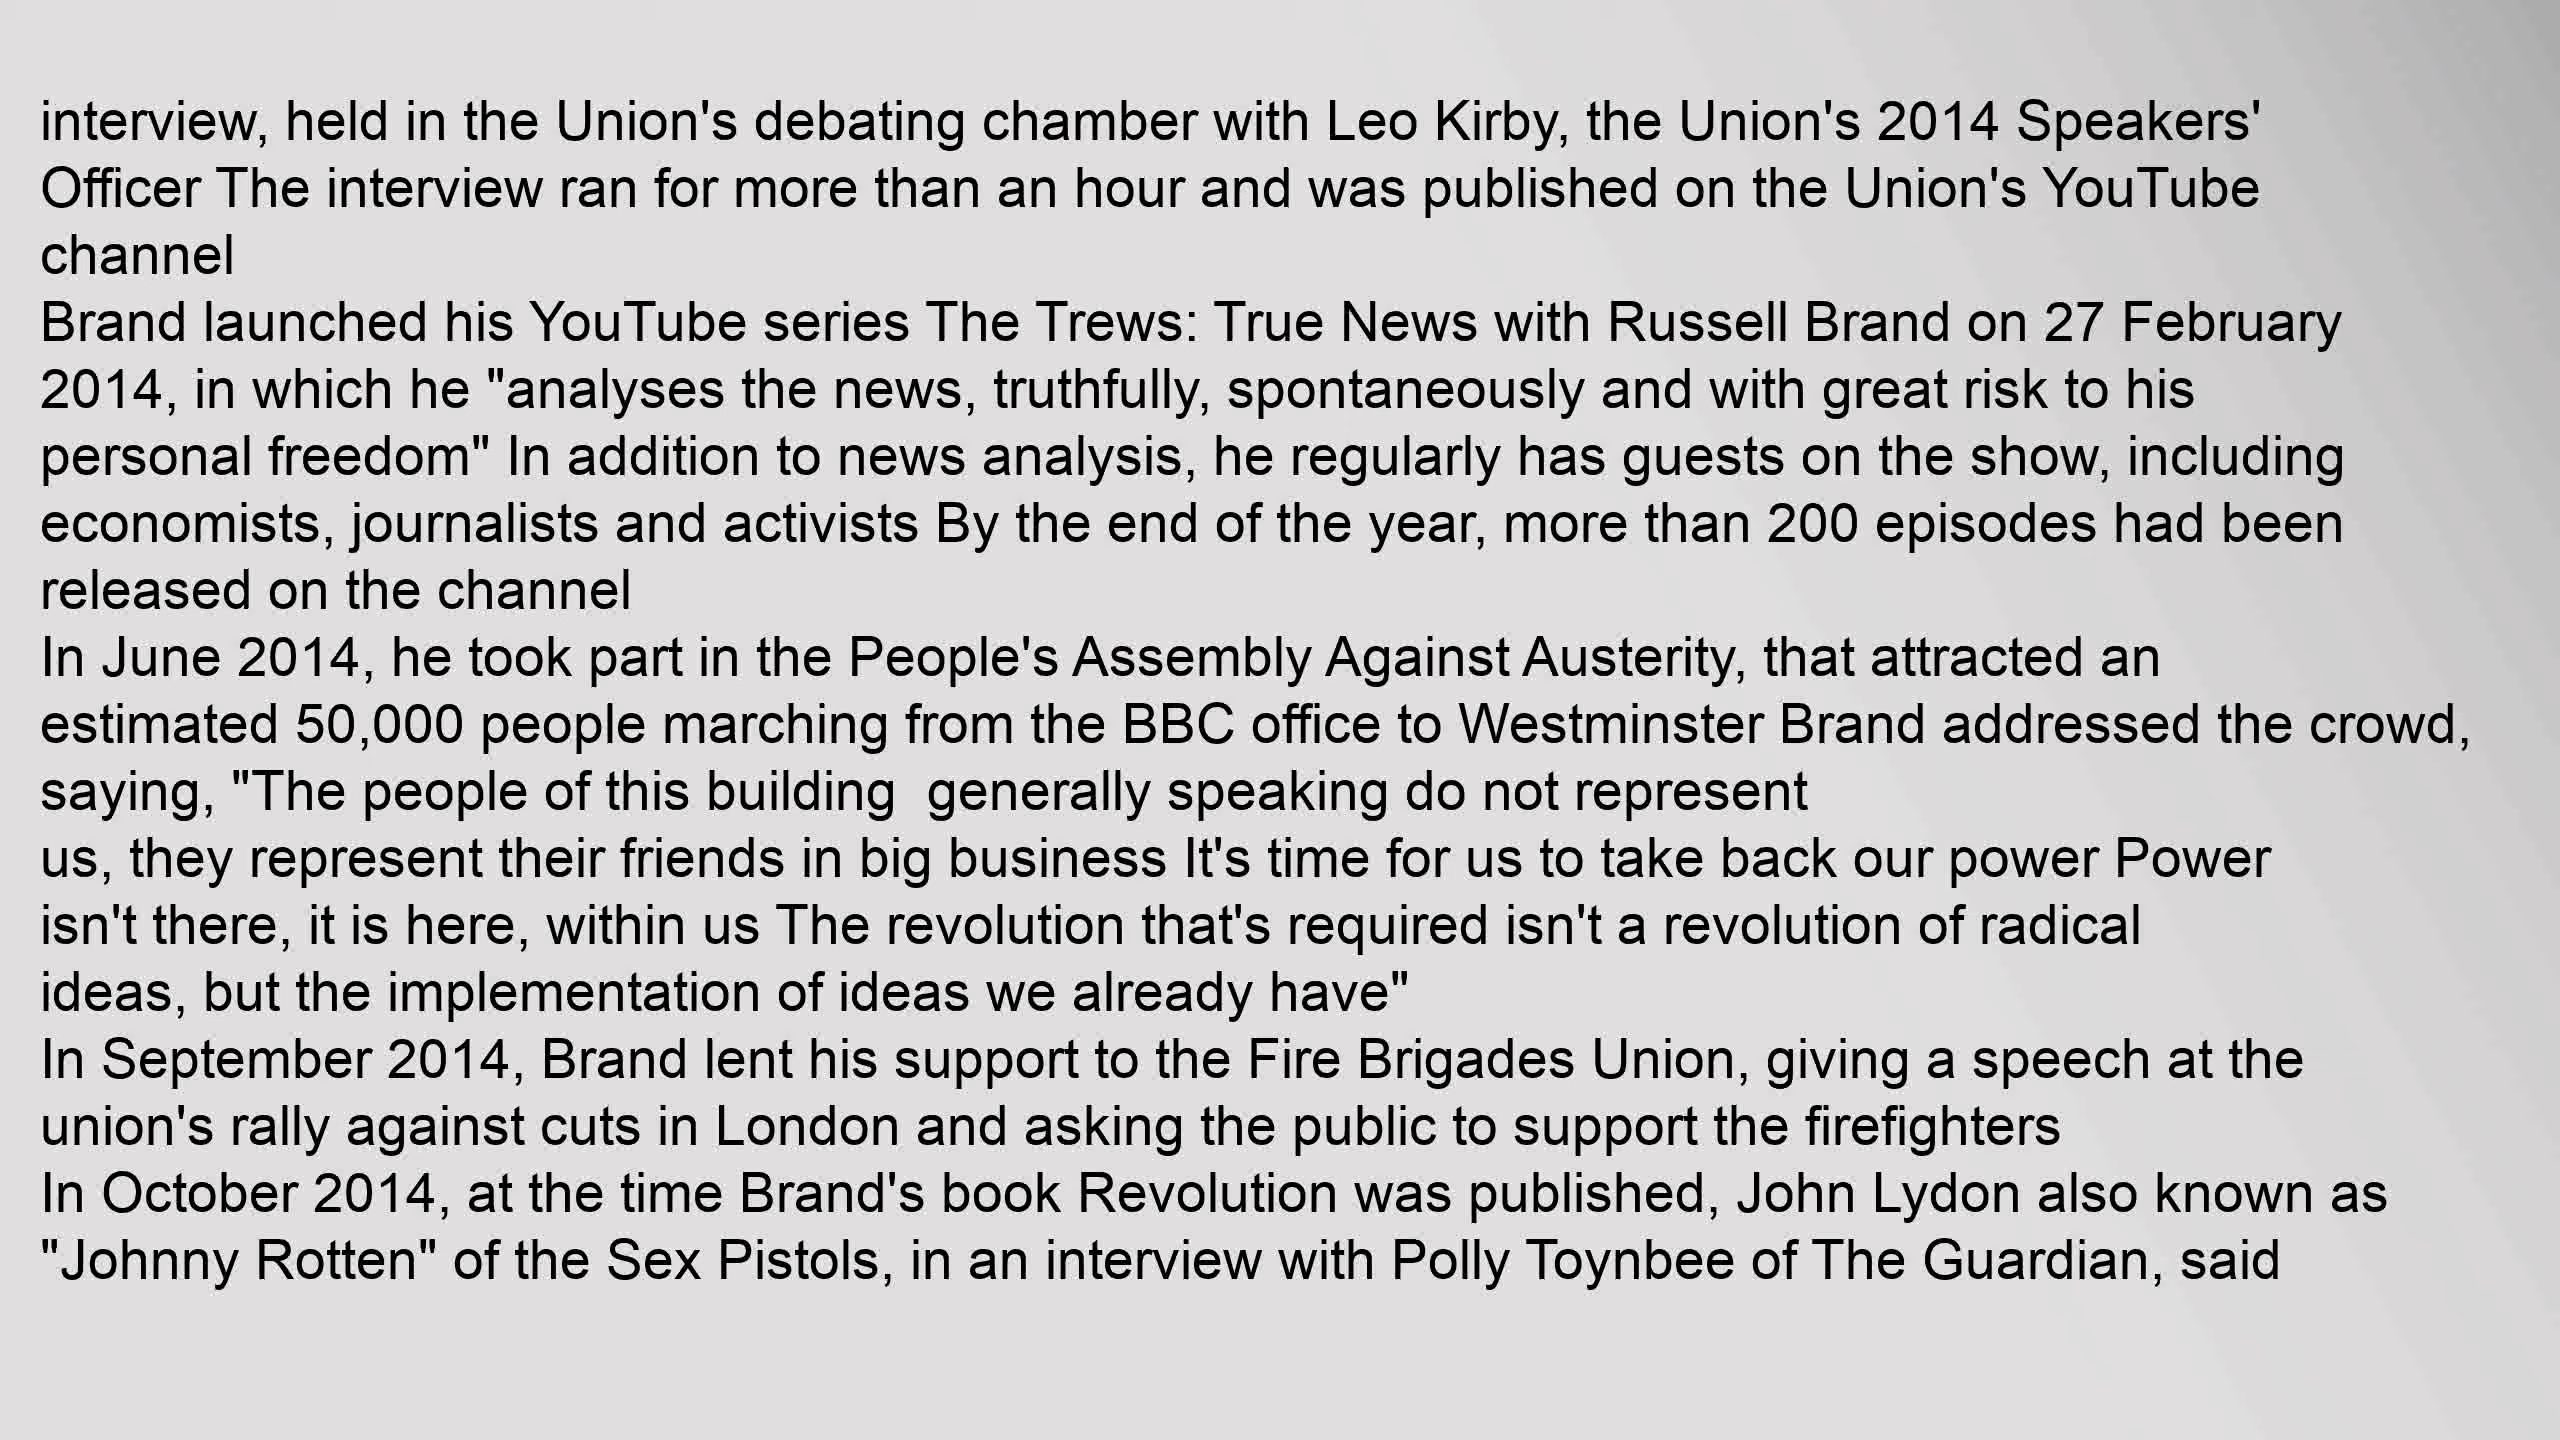 interview, held in the Union's debating chamber with Leo Kirby, the Union's 2014 Speakers'
Officer The interview ran for more than an hour and was published on the Union's YouTube
channel
Brand launched his YouTube series The Trews: True News with Russell Brand on 27 February
2014, in which he "analyses the news, truthfully, spontaneously and with great risk to his
personal freedom" In addition to news analysis, he regularly has guests on the show, including
economists, journalists and activists By the end of the year, more than 200 episodes had been
released on the channel
In June 2014, he took part in the People's Assembly Against Austerity, that attracted an
estimated 50,000 people marching from the BBC office to Westminster Brand addressed the crowd,
saying, "The people of this building  generally speaking do not represent
us, they represent their friends in big business It's time for us to take back our power Power
isn't there, it is here, within us The revolution that's required isn't a revolution of radical
ideas, but the implementation of ideas we already have"
In September 2014, Brand lent his support to the Fire Brigades Union, giving a speech at the
union's rally against cuts in London and asking the public to support the firefighters
In October 2014, at the time Brand's book Revolution was published, John Lydon also known as
"Johnny Rotten" of the Sex Pistols, in an interview with Polly Toynbee of The Guardian, said